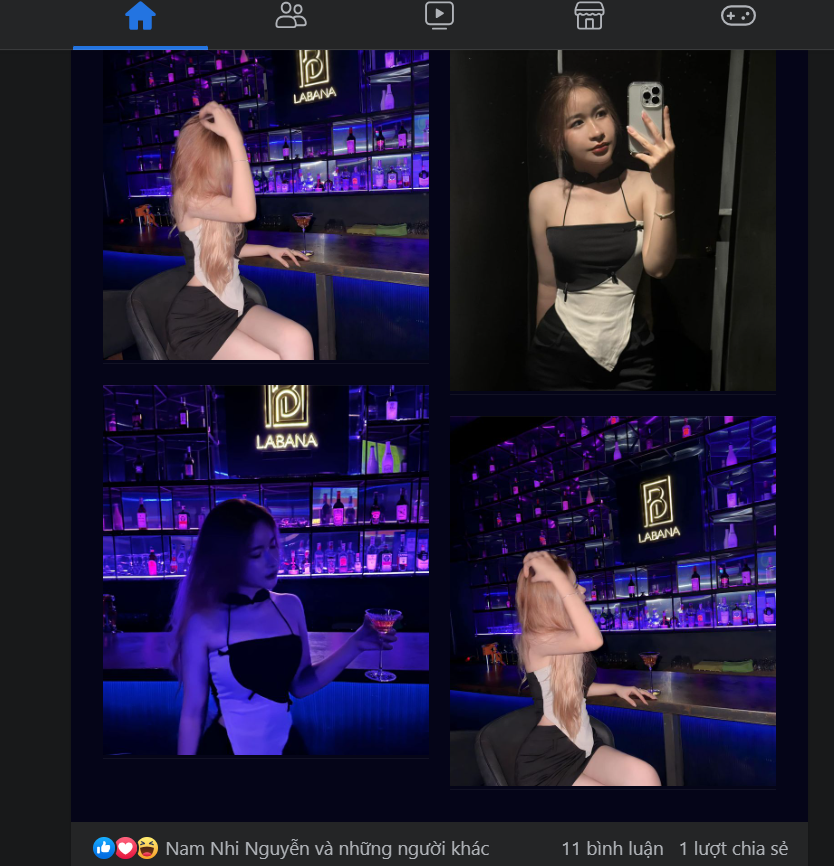 LABANA
LABANA
LABANA
Nam Nhi Nguyễn và những người khác
11 bình luận
1 lượt chia sẻ